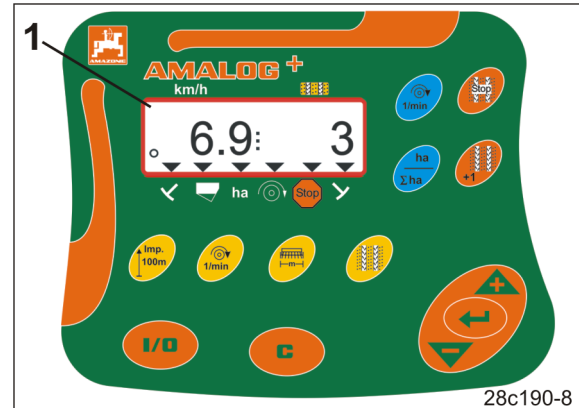 1
AMAZONE
AMALOG+
km/h
6.9: 3
ha
Stop
1/min
Stop
ha
Σha
+1
Imp.
100m
1/min
m
I/O
C
28c190-8